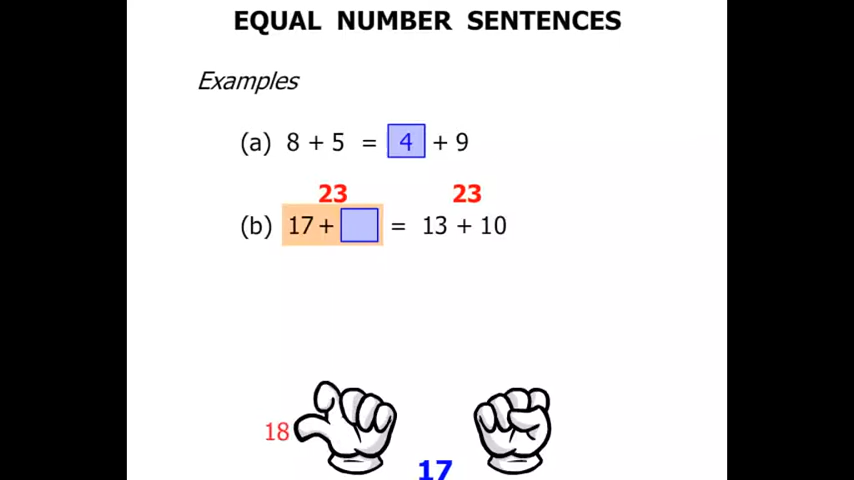 EQUAL NUMBER SENTENCES
Examples
(a) 8 + 5 = 4 + 9
23 23
(b) 17 + = 13 + 10
18
17